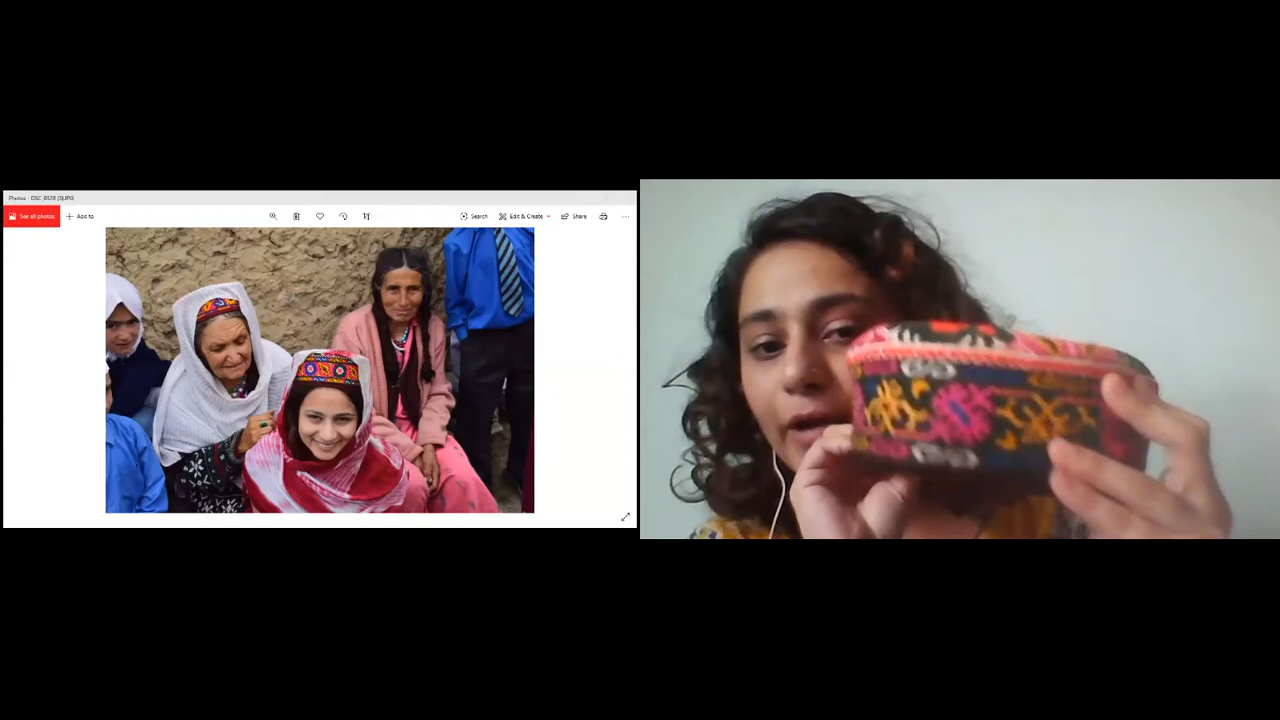 Photos - DSC_6528 (3).JPG
See all photos
Add to
Search
Edit & Create
Share